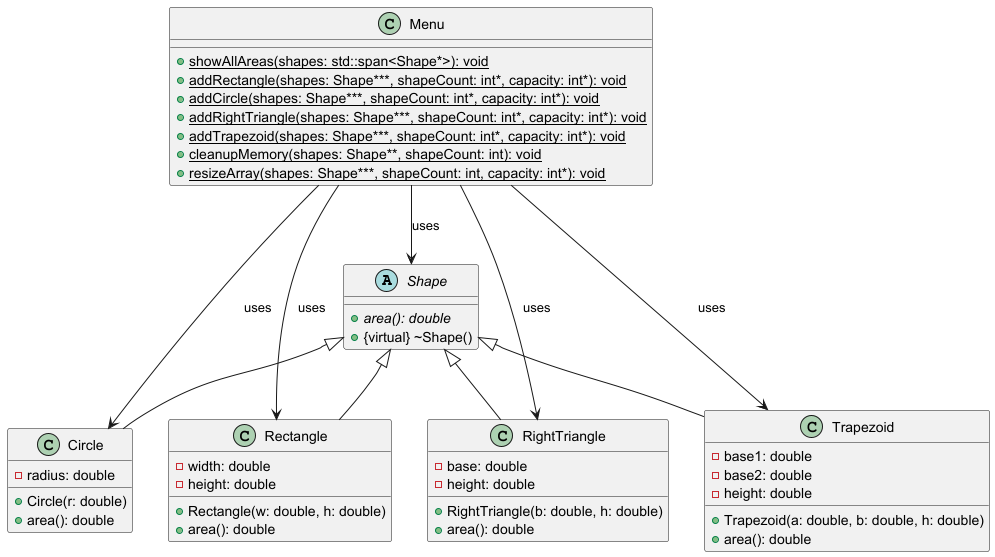 C Menu
showAllAreas(shapes: std::span<Shape*>): void
addRectangle(shapes: Shape***, shapeCount: int*, capacity: int*): void
addCircle(shapes: Shape***, shapeCount: int*, capacity: int*): void
addRightTriangle(shapes: Shape***, shapeCount: int*, capacity: int*): void
addTrapezoid(shapes: Shape***, shapeCount: int*, capacity: int*): void
cleanupMemory(shapes: Shape**, shapeCount: int): void
resizeArray(shapes: Shape***, shapeCount: int, capacity: int*): void
uses
A Shape
area(): double
{virtual} ~Shape()
uses
uses
uses
uses
C Circle
radius: double
Circle(r: double)
area(): double
C Rectangle
width: double
height: double
Rectangle(w: double, h: double)
area(): double
C RightTriangle
base: double
height: double
RightTriangle(b: double, h: double)
area(): double
C Trapezoid
base1: double
base2: double
height: double
Trapezoid(a: double, b: double, h: double)
area(): double